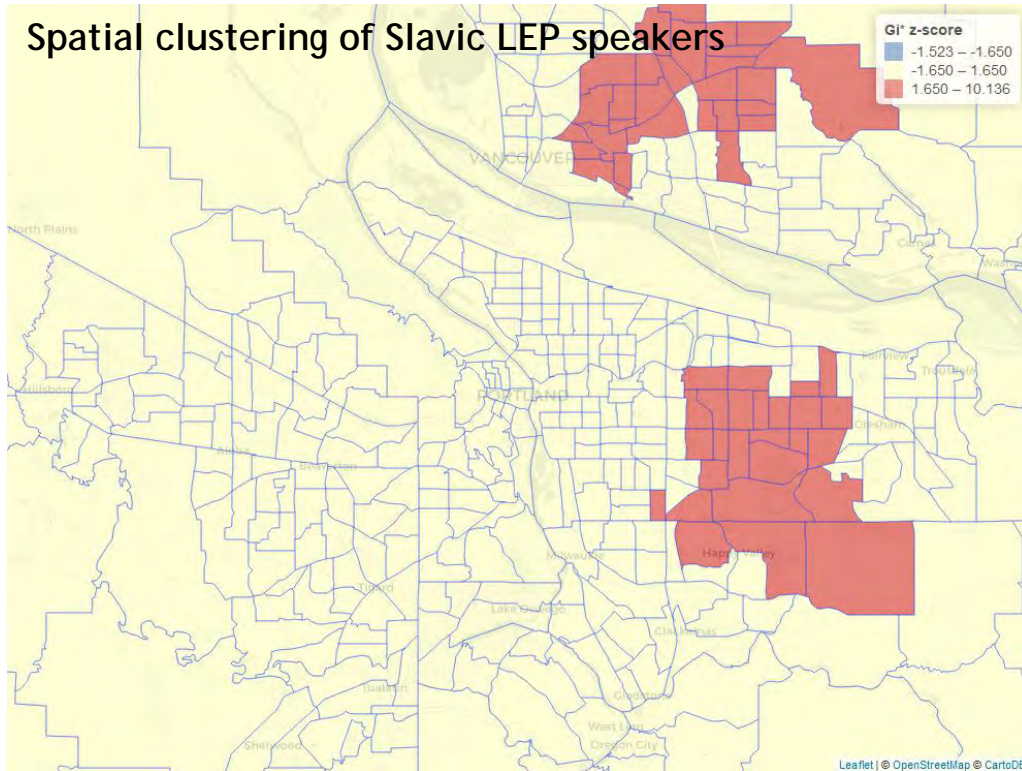 Spatial clustering of Slavic LEP speakers
Gi* z-score
-1.523 – -1.650
-1.650 – 1.650
1.650 – 10.136
VANCOUVER
North Plains
Camas
Fairview
Troutdale
Hillsboro
PORTLAND
Gresham
Aloha
Beaverton
Milwaukie
Happy Valley
Tigard
Lake Oswego
Clackamas
Tualatin
Gladstone
West Linn
Sherwood
Oregon City
Leaflet | © OpenStreetMap © CartoDB